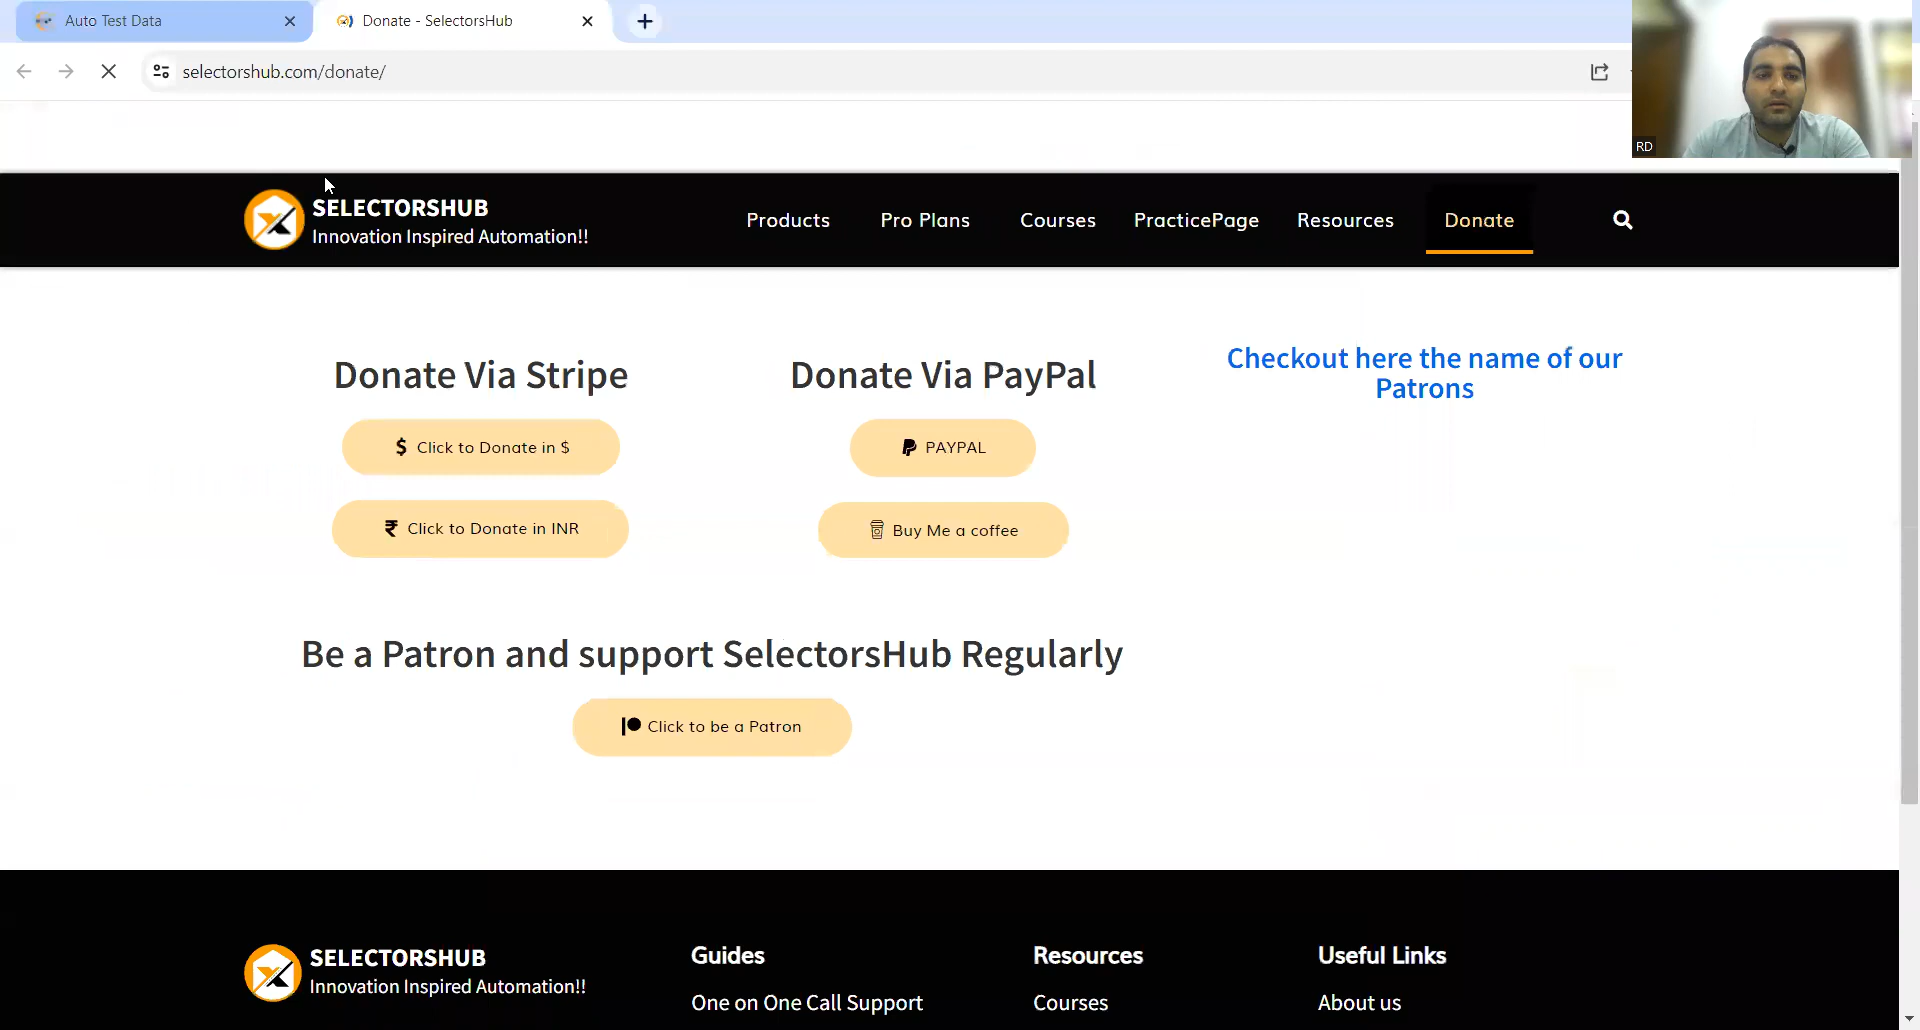 Auto Test Data
Donate - SelectorsHub
selectorshub.com/donate/
RD
SELECTORSHUB
Innovation Inspired Automation!!
Products
Pro Plans
Courses
PracticePage
Resources
Donate
Donate Via Stripe
$ Click to Donate in $
₹ Click to Donate in INR
Donate Via PayPal
PAYPAL
Buy Me a coffee
Checkout here the name of our
Patrons
Be a Patron and support SelectorsHub Regularly
Click to be a Patron
SELECTORSHUB
Innovation Inspired Automation!!
Guides
One on One Call Support
Resources
Courses
Useful Links
About us